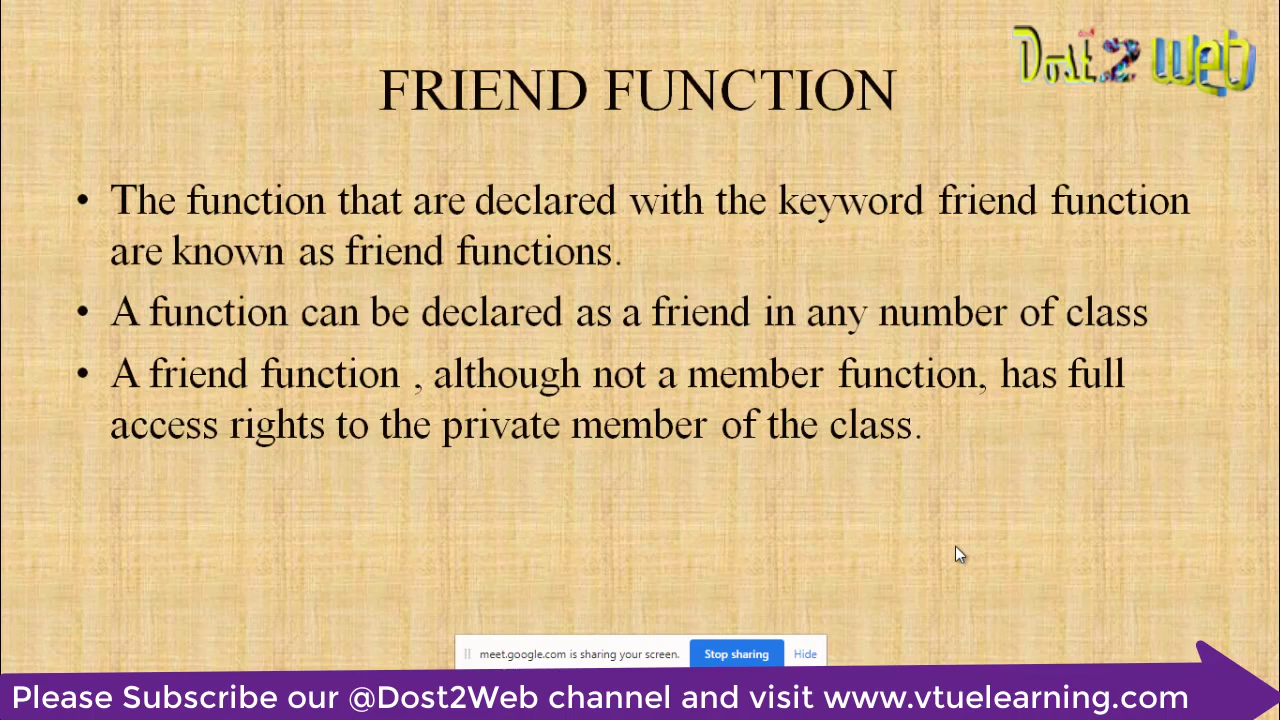 Dost 2 Web
FRIEND FUNCTION
• The function that are declared with the keyword friend function
are known as friend functions.
• A function can be declared as a friend in any number of class
• A friend function , although not a member function, has full
access rights to the private member of the class.
meet.google.com is sharing your screen. Stop sharing Hide
Please Subscribe our @Dost2Web channel and visit www.vtuelearning.com